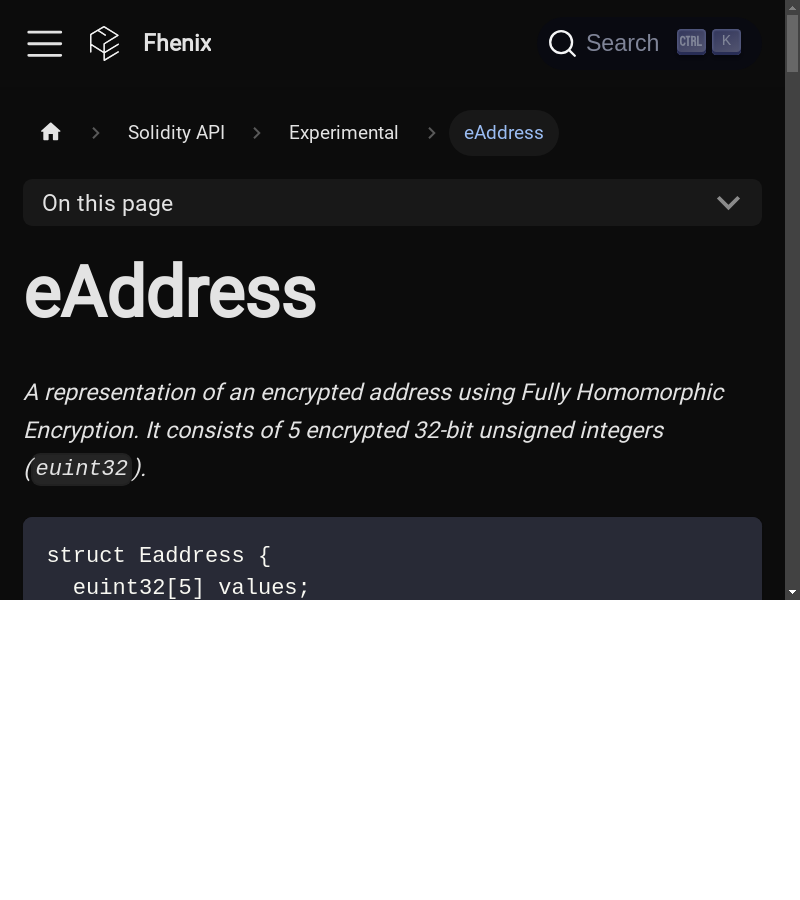 Fhenix
Search CTRL K
Solidity API Experimental eAddress
On this page
eAddress
A representation of an encrypted address using Fully Homomorphic
Encryption. It consists of 5 encrypted 32-bit unsigned integers
(euint32).
struct Eaddress {
  euint32[5] values;